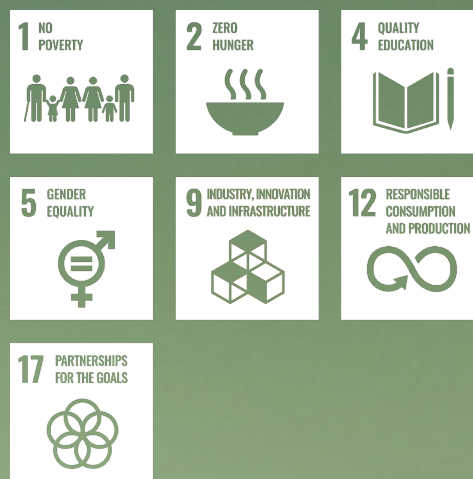 1 NO
POVERTY
2 ZERO
HUNGER
4 QUALITY
EDUCATION
5 GENDER
EQUALITY
9 INDUSTRY, INNOVATION
AND INFRASTRUCTURE
12 RESPONSIBLE
CONSUMPTION
AND PRODUCTION
17 PARTNERSHIPS
FOR THE GOALS